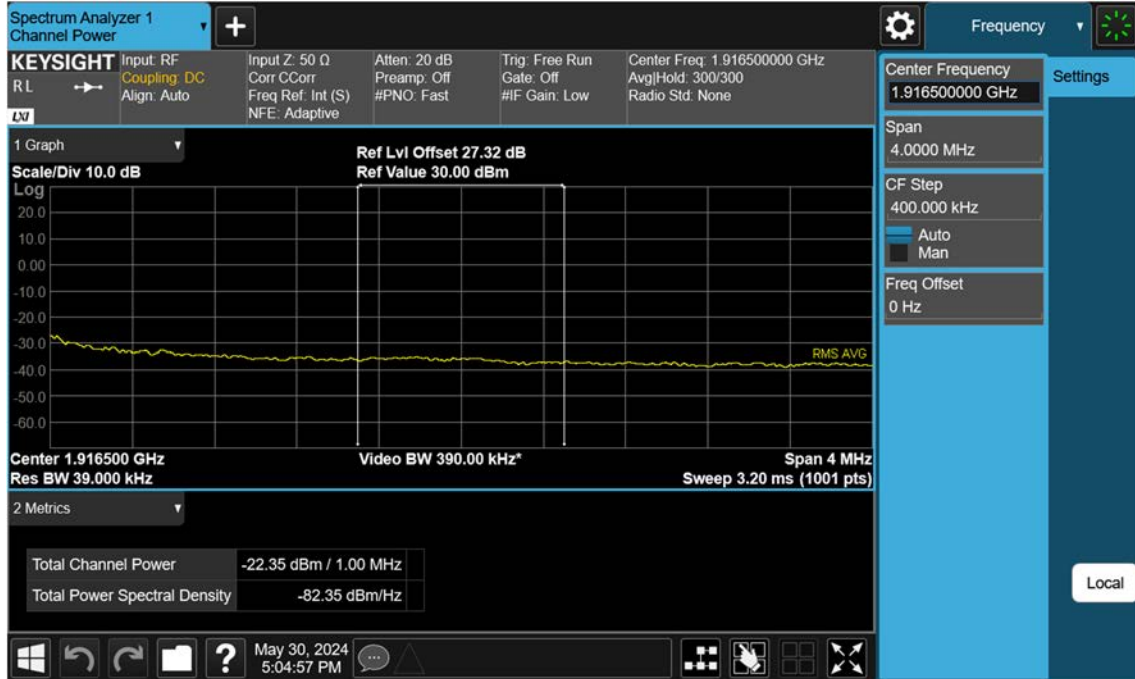 Spectrum Analyzer 1
Channel Power
+
Frequency
KEYSIGHT
R L
LXI
Input: RF
Coupling: DC
Align: Auto
Input Z: 50 Ω
Corr CCorr
Freq Ref: Int (S)
NFE: Adaptive
Atten: 20 dB
Preamp: Off
#PNO: Fast
Trig: Free Run
Gate: Off
#IF Gain: Low
Center Freq: 1.916500000 GHz
Avg|Hold: 300/300
Radio Std: None
Center Frequency
1.916500000 GHz
Settings
Span
4.0000 MHz
CF Step
400.000 kHz
Auto
Man
Freq Offset
0 Hz
Local
1 Graph
Scale/Div 10.0 dB
Ref Lvl Offset 27.32 dB
Ref Value 30.00 dBm
Log
20.0
10.0
0.00
-10.0
-20.0
-30.0
-40.0
-50.0
-60.0
RMS AVG
Center 1.916500 GHz
Video BW 390.00 kHz*
Span 4 MHz
Res BW 39.000 kHz
Sweep 3.20 ms (1001 pts)
2 Metrics
Total Channel Power -22.35 dBm / 1.00 MHz
Total Power Spectral Density -82.35 dBm/Hz
?
May 30, 2024
5:04:57 PM